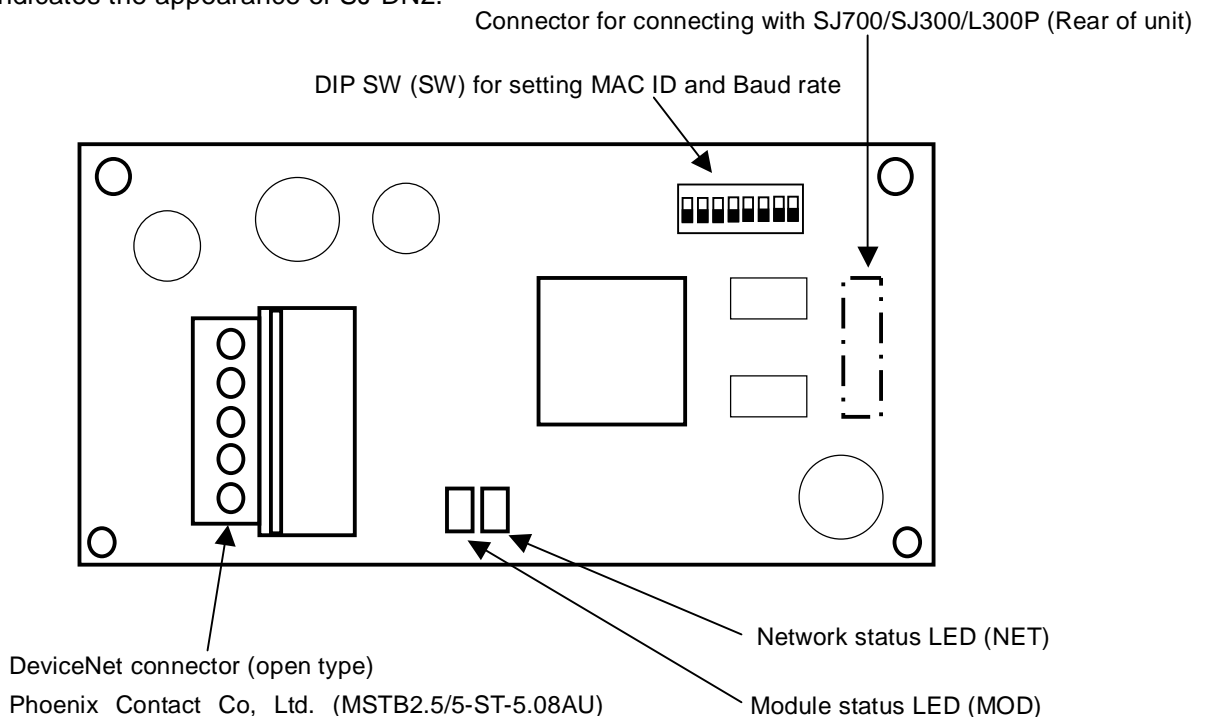 indicates the appearance of SJ-DN2.
Connector for connecting with SJ700/SJ300/L300P (Rear of unit)
DIP SW (SW) for setting MAC ID and Baud rate
Network status LED (NET)
DeviceNet connector (open type)
Phoenix Contact Co, Ltd. (MSTB2.5/5-ST-5.08AU)
Module status LED (MOD)